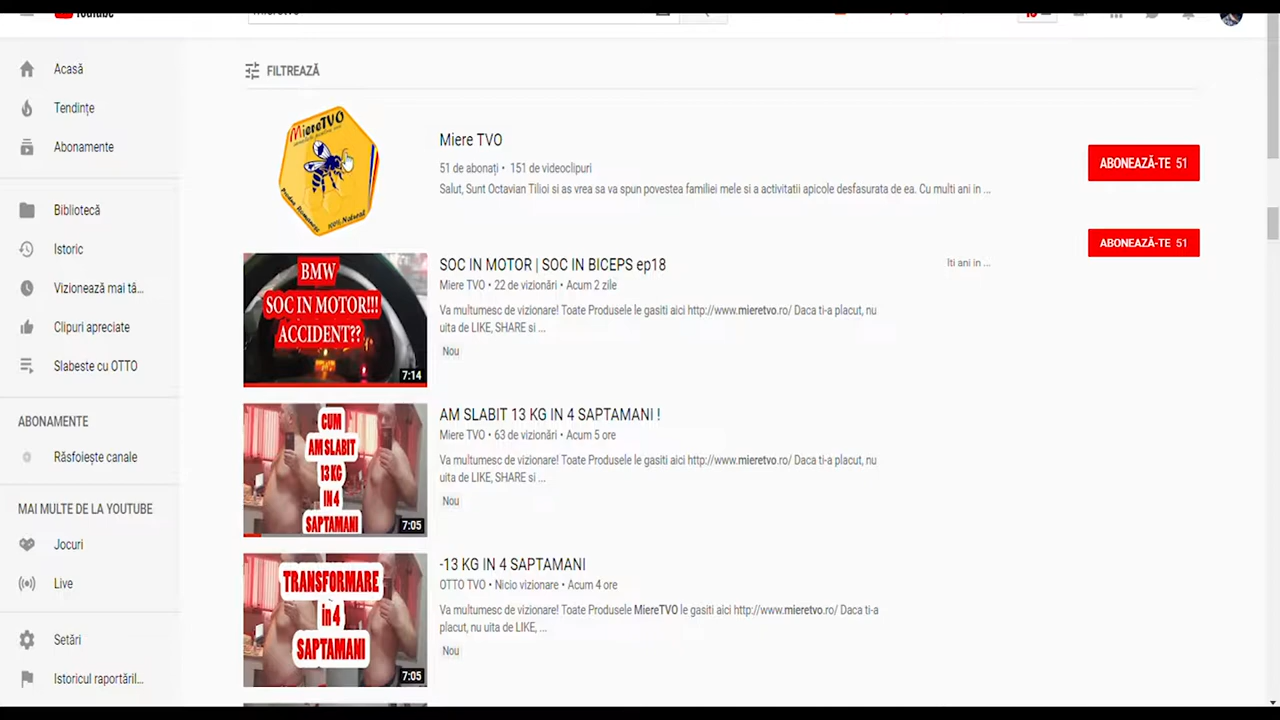 YouTube
mieretvo
Acasă
Tendințe
Abonamente
Bibliotecă
Istoric
Vizionează mai tâ...
Clipuri apreciate
Slabeste cu OTTO
ABONAMENTE
Răsfoiește canale
MAI MULTE DE LA YOUTUBE
Jocuri
Live
Setări
Istoricul raportăril...
FILTREAZĂ
MiereTVO
100% Natural
Miere TVO
51 de abonați • 151 de videoclipuri
Salut, Sunt Octavian Tilioi si as vrea sa va spun povestea familiei mele si a activitatii apicole desfasurata de ea. Cu multi ani in ...
ABONEAZĂ-TE 51
ABONEAZĂ-TE 51
lti ani in ...
BMW
SOC IN MOTOR!!!
ACCIDENT??
7:14
SOC IN MOTOR | SOC IN BICEPS ep18
Miere TVO • 22 de vizionări • Acum 2 zile
Va multumesc de vizionare! Toate Produsele le gasiti aici http://www.mieretvo.ro/ Daca ti-a placut, nu
uita de LIKE, SHARE si ...
Nou
CUM
AM SLABIT
13 KG
IN 4
SAPTAMANI
7:05
AM SLABIT 13 KG IN 4 SAPTAMANI !
Miere TVO • 63 de vizionări • Acum 5 ore
Va multumesc de vizionare! Toate Produsele le gasiti aici http://www.mieretvo.ro/ Daca ti-a placut, nu
uita de LIKE, SHARE si ...
Nou
TRANSFORMARE
in 4
SAPTAMANI
7:05
-13 KG IN 4 SAPTAMANI
OTTO TVO • Nicio vizionare • Acum 4 ore
Va multumesc de vizionare! Toate Produsele MiereTVO le gasiti aici http://www.mieretvo.ro/ Daca ti-a
placut, nu uita de LIKE, ...
Nou